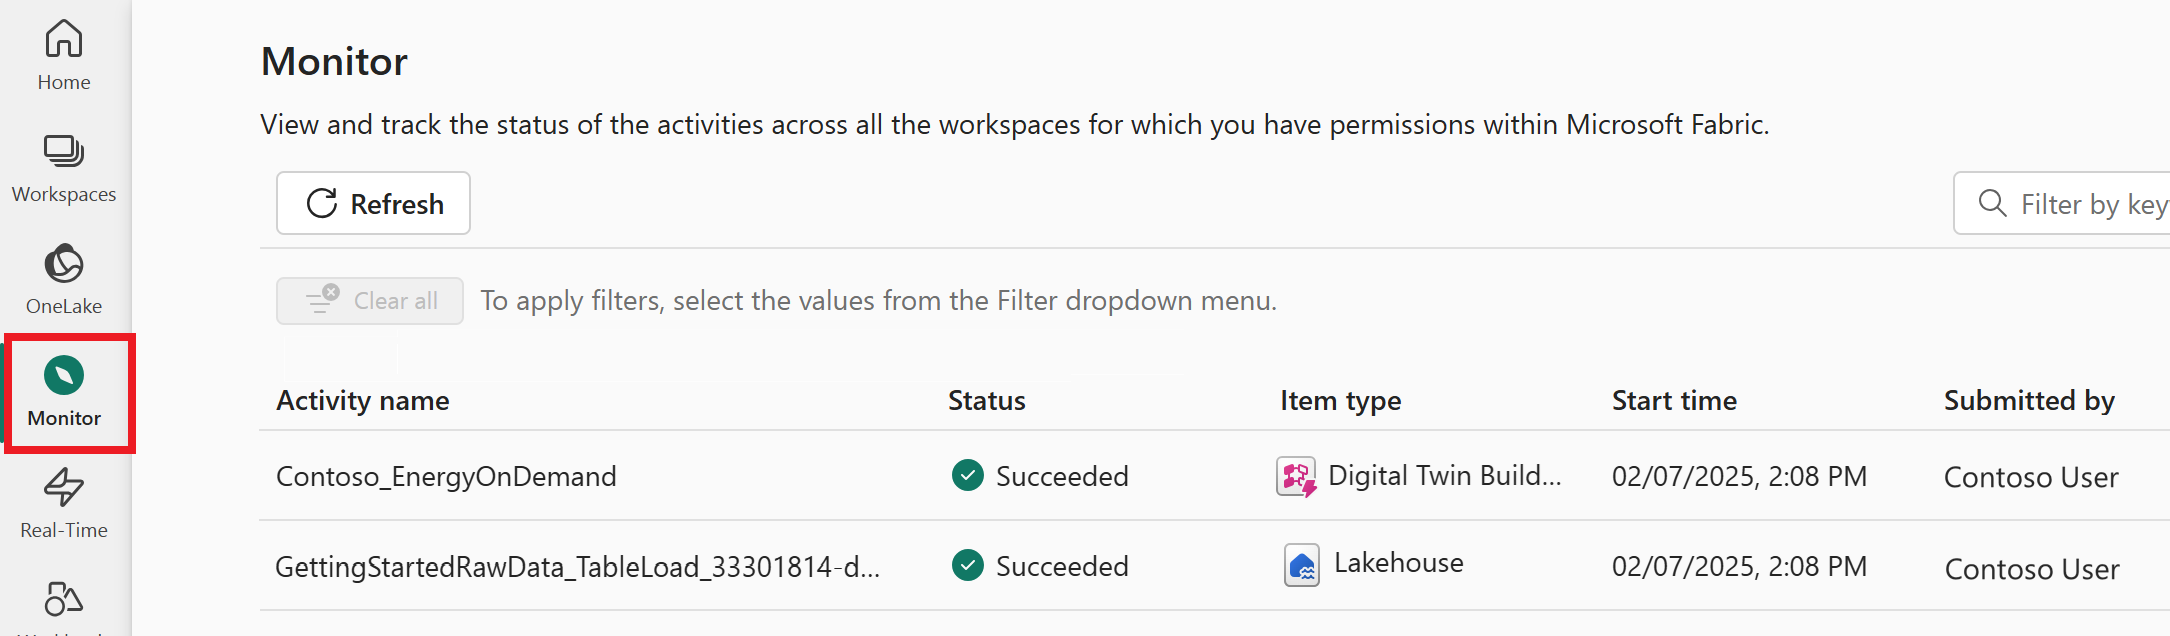 Home
Workspaces
OneLake
Monitor
Real-Time
Monitor
View and track the status of the activities across all the workspaces for which you have permissions within Microsoft Fabric.
Refresh
Filter by key
Clear all To apply filters, select the values from the Filter dropdown menu.
Activity name Status Item type Start time Submitted by
Contoso_EnergyOnDemand Succeeded Digital Twin Build... 02/07/2025, 2:08 PM Contoso User
GettingStartedRawData_TableLoad_33301814-d... Succeeded Lakehouse 02/07/2025, 2:08 PM Contoso User